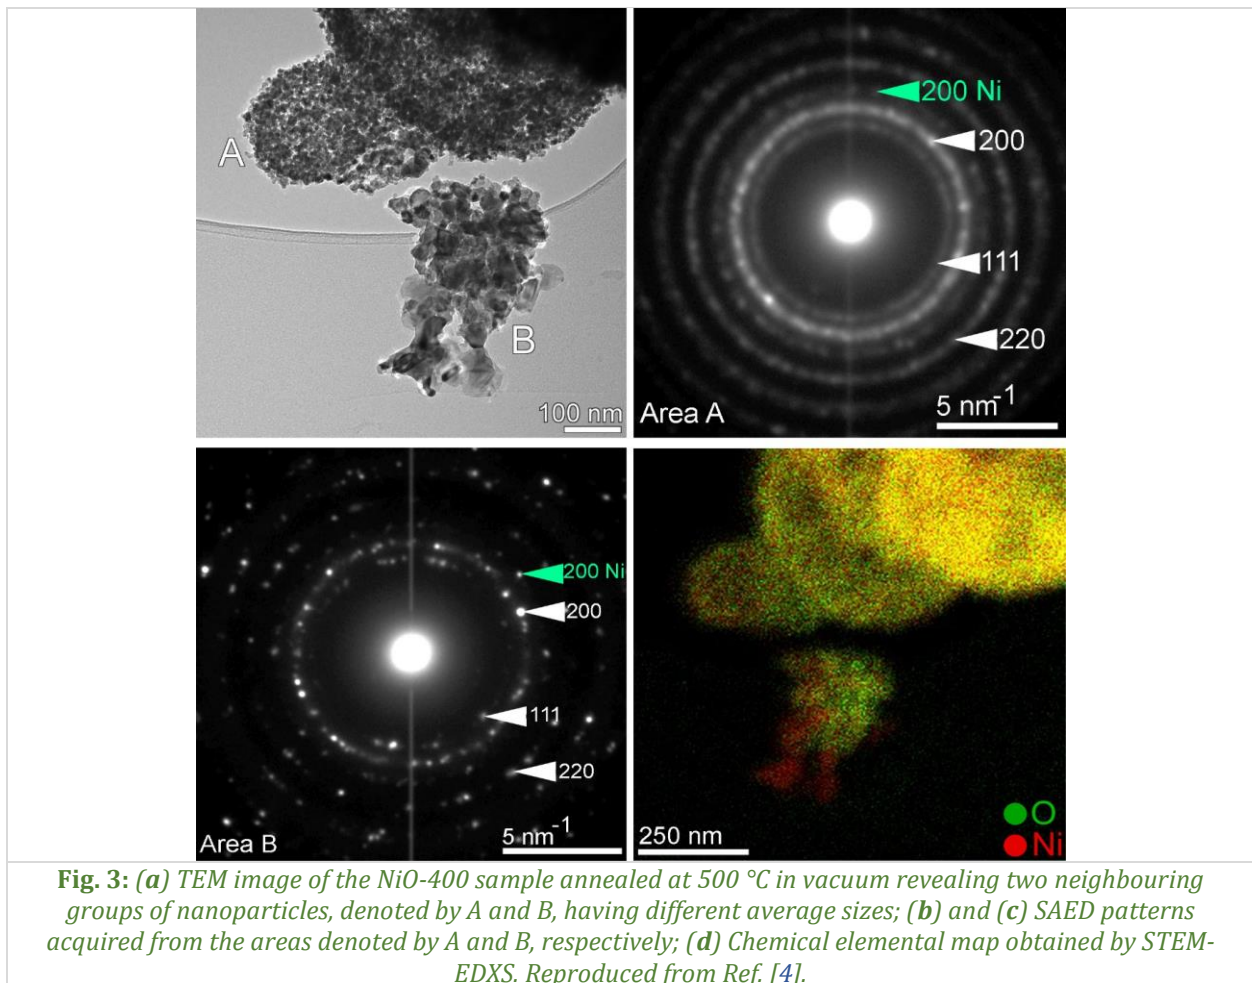 A
B
100 nm
200 Ni
200
111
220
Area A
5 nm-1
200 Ni
200
111
220
Area B
5 nm-1
250 nm
O
Ni
Fig. 3: (a) TEM image of the NiO-400 sample annealed at 500 °C in vacuum revealing two neighbouring
groups of nanoparticles, denoted by A and B, having different average sizes; (b) and (c) SAED patterns
acquired from the areas denoted by A and B, respectively; (d) Chemical elemental map obtained by STEM-
EDXS. Reproduced from Ref. [4].